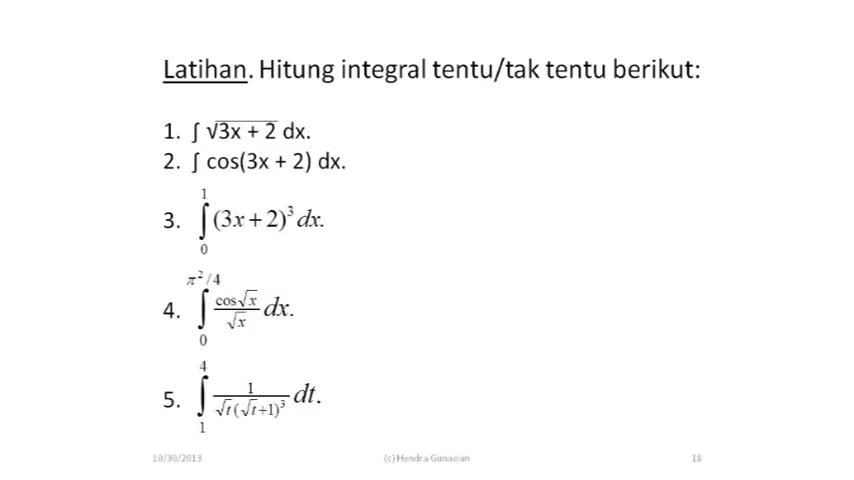 Latihan. Hitung integral tentu/tak tentu berikut:
1. ∫ √3x + 2 dx.
2. ∫ cos(3x + 2) dx.
3. ∫₀¹ (3x + 2)³ dx.
4. ∫₀^(π²/4) cos√x / √x dx.
5. ∫₁⁴ 1 / √t(√t+1)³ dt.
10/30/2013 (c) Hendra Gunawan 18